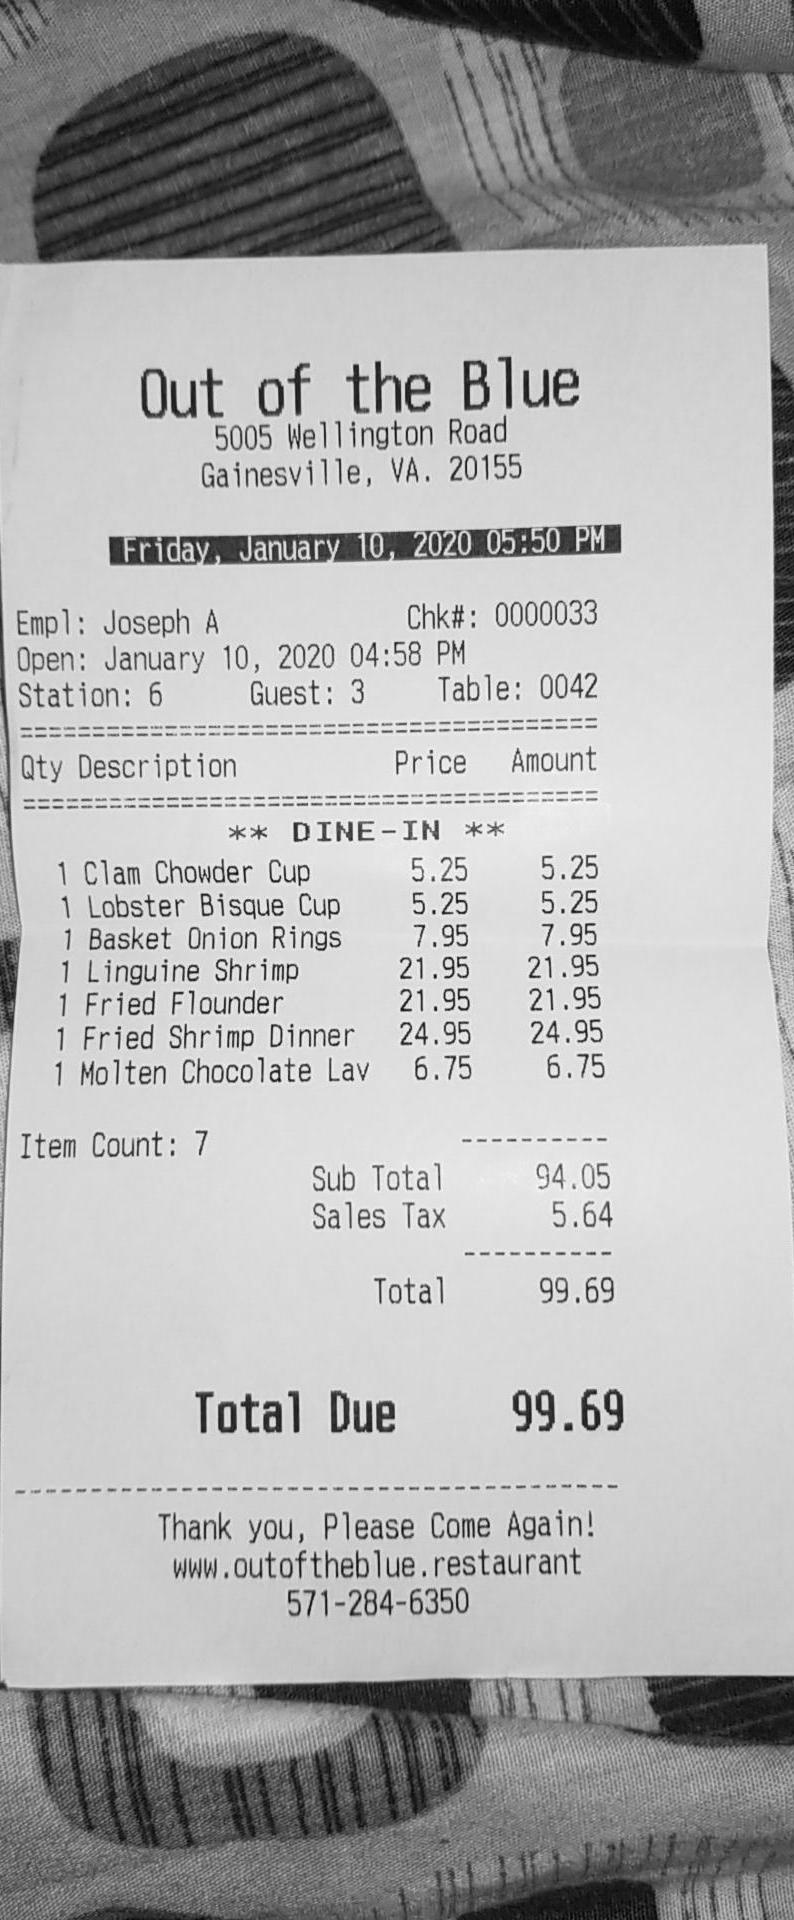 Out of the Blue
5005 Wellington Road
Gainesville, VA. 20155
Friday, January 10, 2020 05:50 PM
Empl: Joseph A Chk#: 0000033
Open: January 10, 2020 04:58 PM
Station: 6 Guest: 3 Table: 0042
========================================
Qty Description Price Amount
========================================
** DINE-IN **
1 Clam Chowder Cup 5.25 5.25
1 Lobster Bisque Cup 5.25 5.25
1 Basket Onion Rings 7.95 7.95
1 Linguine Shrimp 21.95 21.95
1 Fried Flounder 21.95 21.95
1 Fried Shrimp Dinner 24.95 24.95
1 Molten Chocolate Lav 6.75 6.75
Item Count: 7 ----------
Sub Total 94.05
Sales Tax 5.64
----------
Total 99.69
Total Due 99.69
----------------------------------------
Thank you, Please Come Again!
www.outoftheblue.restaurant
571-284-6350